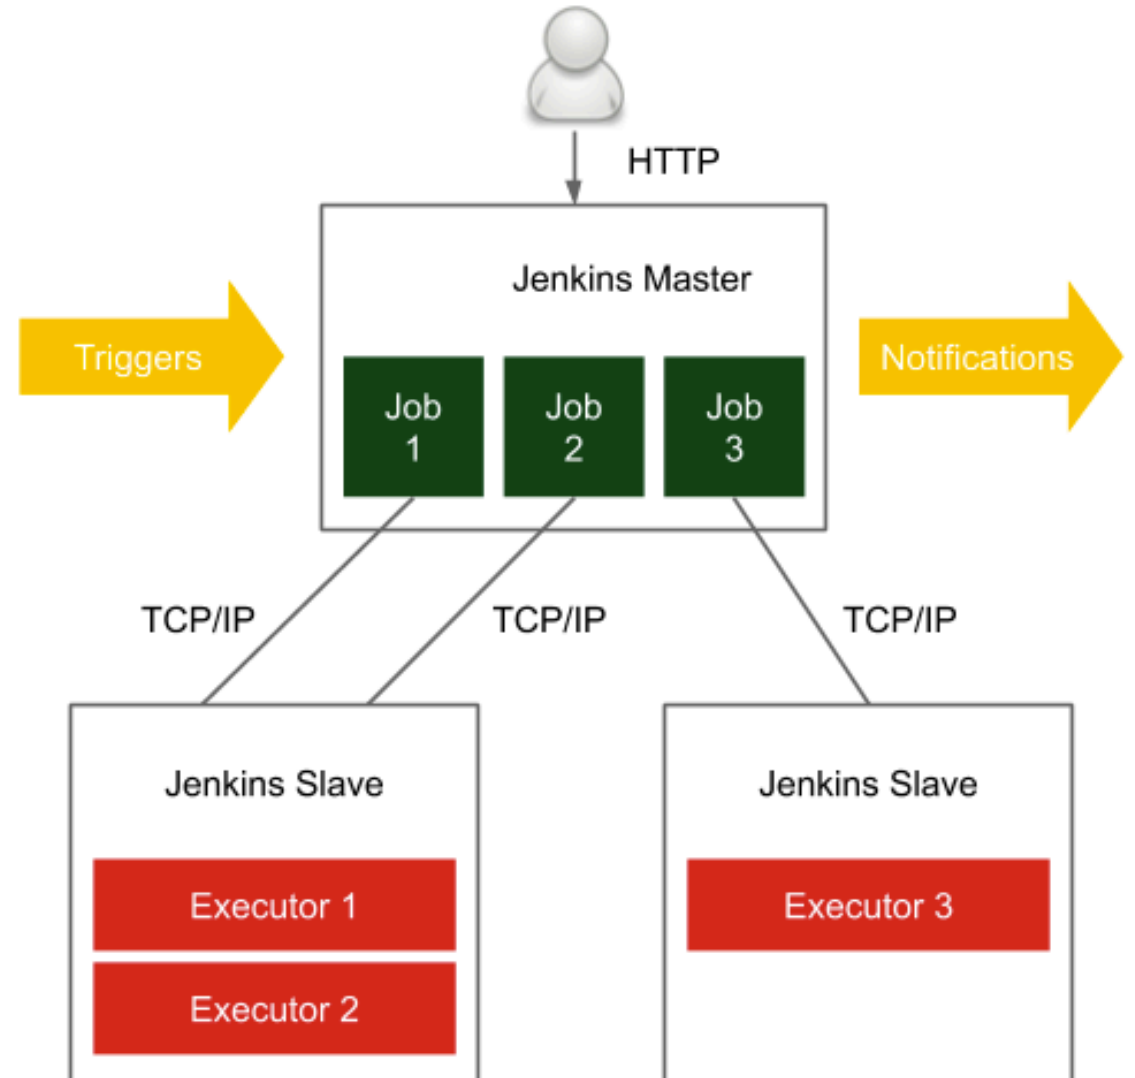 HTTP
Jenkins Master
Triggers
Notifications
Job
1
Job
2
Job
3
TCP/IP
TCP/IP
TCP/IP
Jenkins Slave
Jenkins Slave
Executor 1
Executor 3
Executor 2